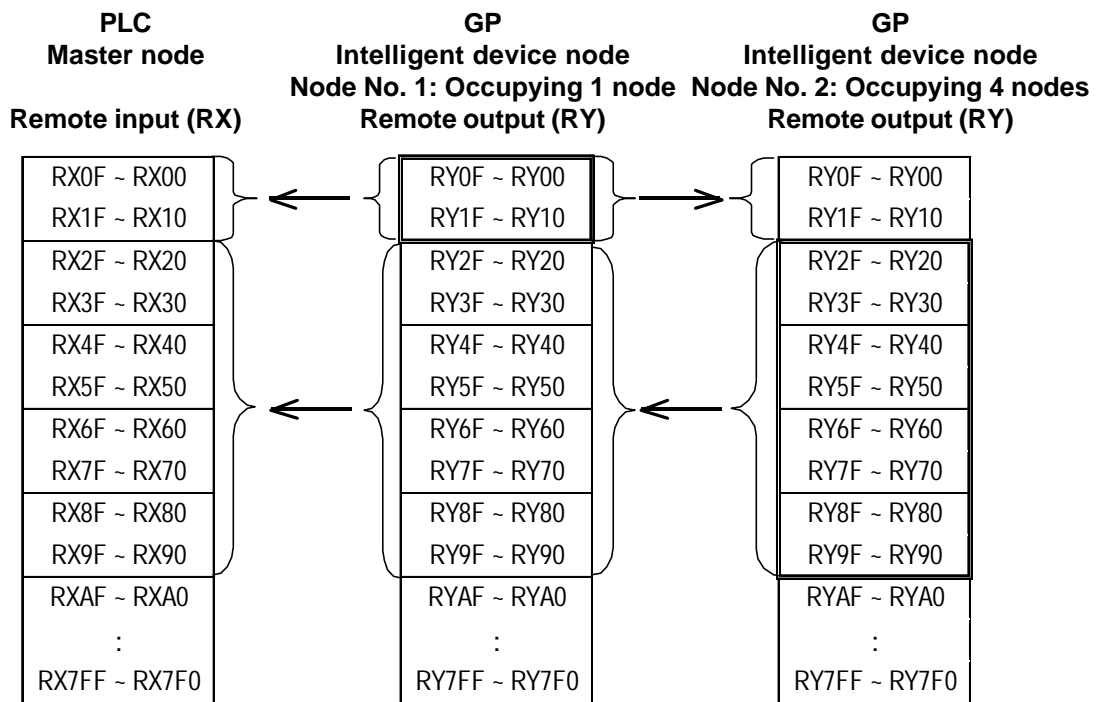 PLC
Master node
Remote input (RX)
RX0F ~ RX00
RX1F ~ RX10
RX2F ~ RX20
RX3F ~ RX30
RX4F ~ RX40
RX5F ~ RX50
RX6F ~ RX60
RX7F ~ RX70
RX8F ~ RX80
RX9F ~ RX90
RXAF ~ RXA0
:
RX7FF ~ RX7F0
GP
Intelligent device node
Node No. 1: Occupying 1 node
Remote output (RY)
RY0F ~ RY00
RY1F ~ RY10
RY2F ~ RY20
RY3F ~ RY30
RY4F ~ RY40
RY5F ~ RY50
RY6F ~ RY60
RY7F ~ RY70
RY8F ~ RY80
RY9F ~ RY90
RYAF ~ RYA0
:
RY7FF ~ RY7F0
GP
Intelligent device node
Node No. 2: Occupying 4 nodes
Remote output (RY)
RY0F ~ RY00
RY1F ~ RY10
RY2F ~ RY20
RY3F ~ RY30
RY4F ~ RY40
RY5F ~ RY50
RY6F ~ RY60
RY7F ~ RY70
RY8F ~ RY80
RY9F ~ RY90
RYAF ~ RYA0
:
RY7FF ~ RY7F0